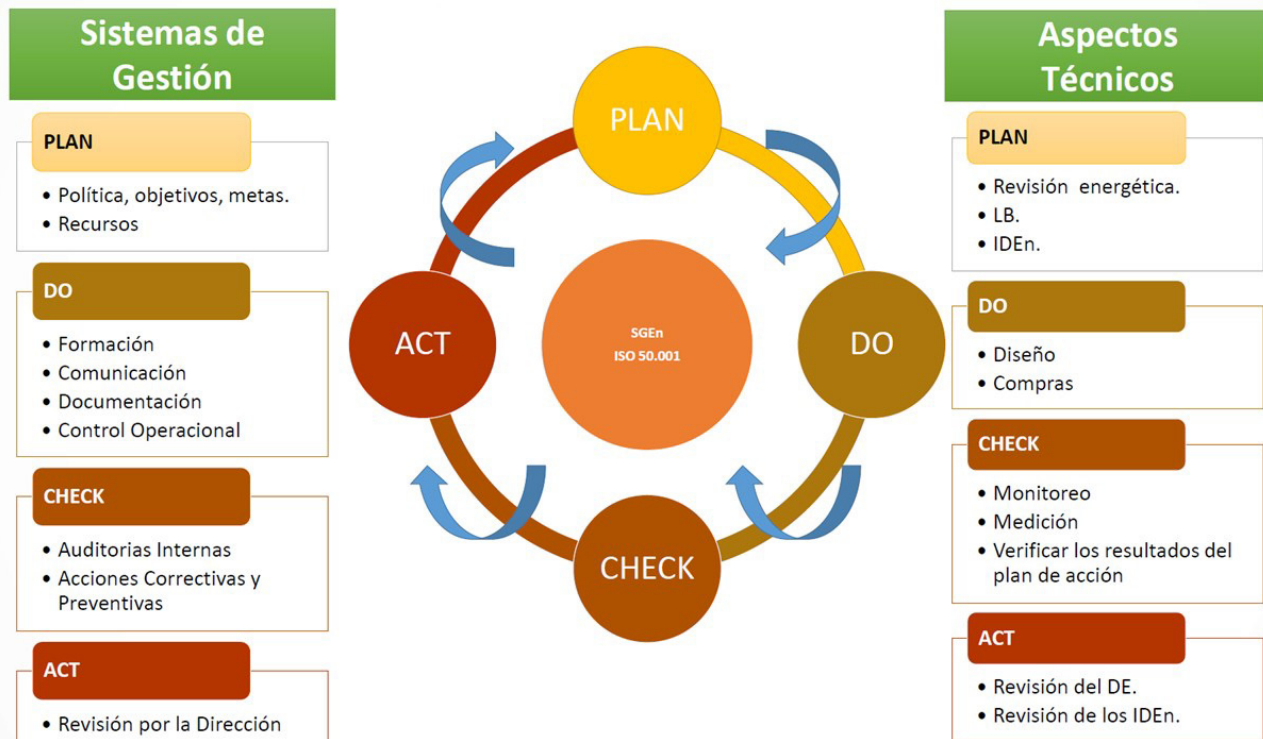 Sistemas de
Gestión
PLAN
• Política, objetivos, metas.
• Recursos
DO
• Formación
• Comunicación
• Documentación
• Control Operacional
CHECK
• Auditorias Internas
• Acciones Correctivas y
Preventivas
ACT
• Revisión por la Dirección
PLAN
DO
CHECK
ACT
SGEn
ISO 50.001
Aspectos
Técnicos
PLAN
• Revisión energética.
• LB.
• IDEn.
DO
• Diseño
• Compras
CHECK
• Monitoreo
• Medición
• Verificar los resultados del
plan de acción
ACT
• Revisión del DE.
• Revisión de los IDEn.